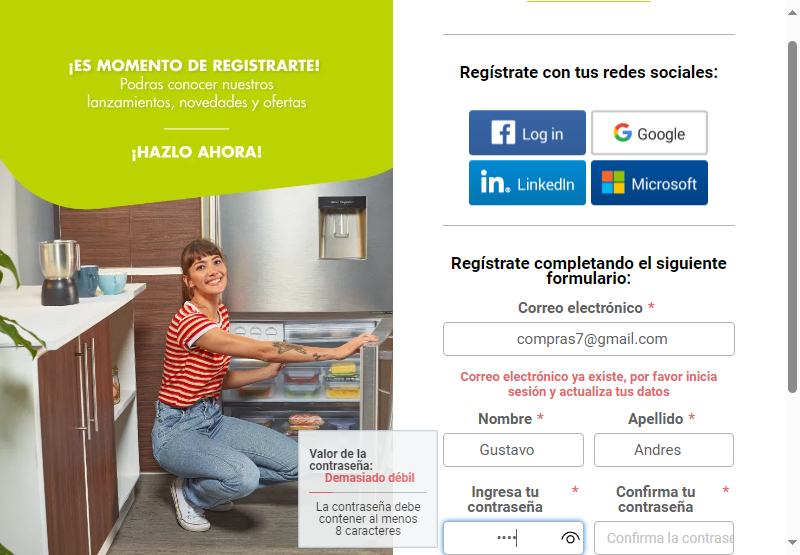 ¡ES MOMENTO DE REGISTRARTE!
Podras conocer nuestros
lanzamientos, novedades y ofertas
¡HAZLO AHORA!
Regístrate con tus redes sociales:
Log in
Google
LinkedIn
Microsoft
Regístrate completando el siguiente
formulario:
Correo electrónico *
compras7@gmail.com
Correo electrónico ya existe, por favor inicia
sesión y actualiza tus datos
Nombre *
Apellido *
Gustavo
Andres
Ingresa tu
contraseña *
Confirma tu
contraseña *
••••
Confirma la contrase
Valor de la
contraseña:
Demasiado débil
La contraseña debe
contener al menos
8 caracteres